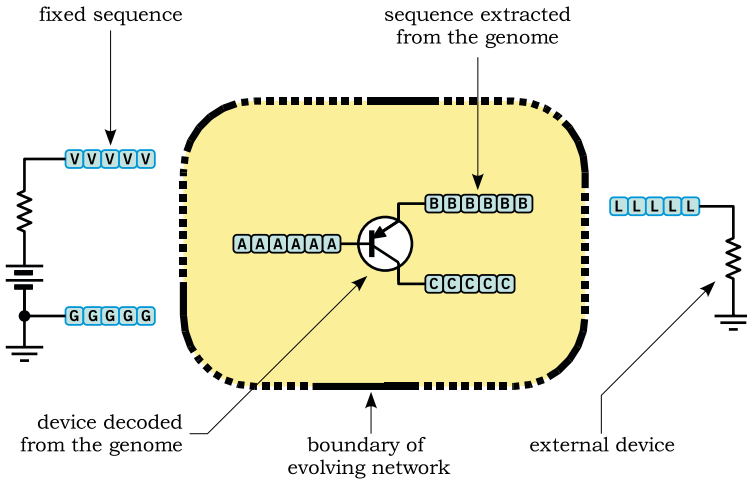 fixed sequence
sequence extracted
from the genome
VVVVV
BBBBBB
LLLLL
AAAAAA
CCCCC
GGGGG
device decoded
from the genome
boundary of
evolving network
external device